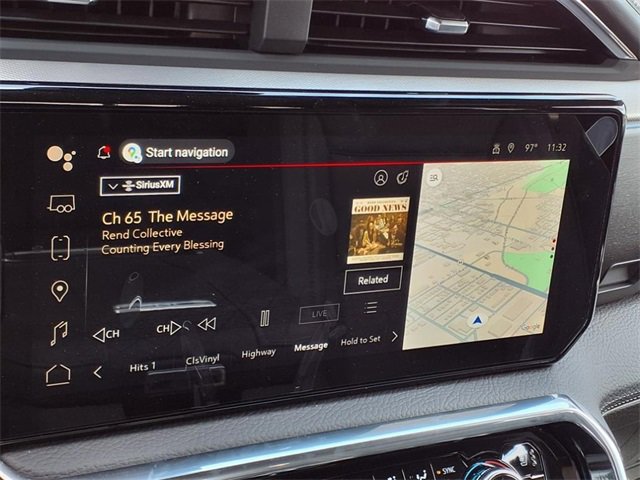 Start navigation
97° 11:32
SiriusXM
Ch 65 The Message
Rend Collective
Counting Every Blessing
GOOD NEWS
Related
CH
CH
LIVE
Hits 1
ClsVinyl
Highway
Message
Hold to Set
Google
SYNC